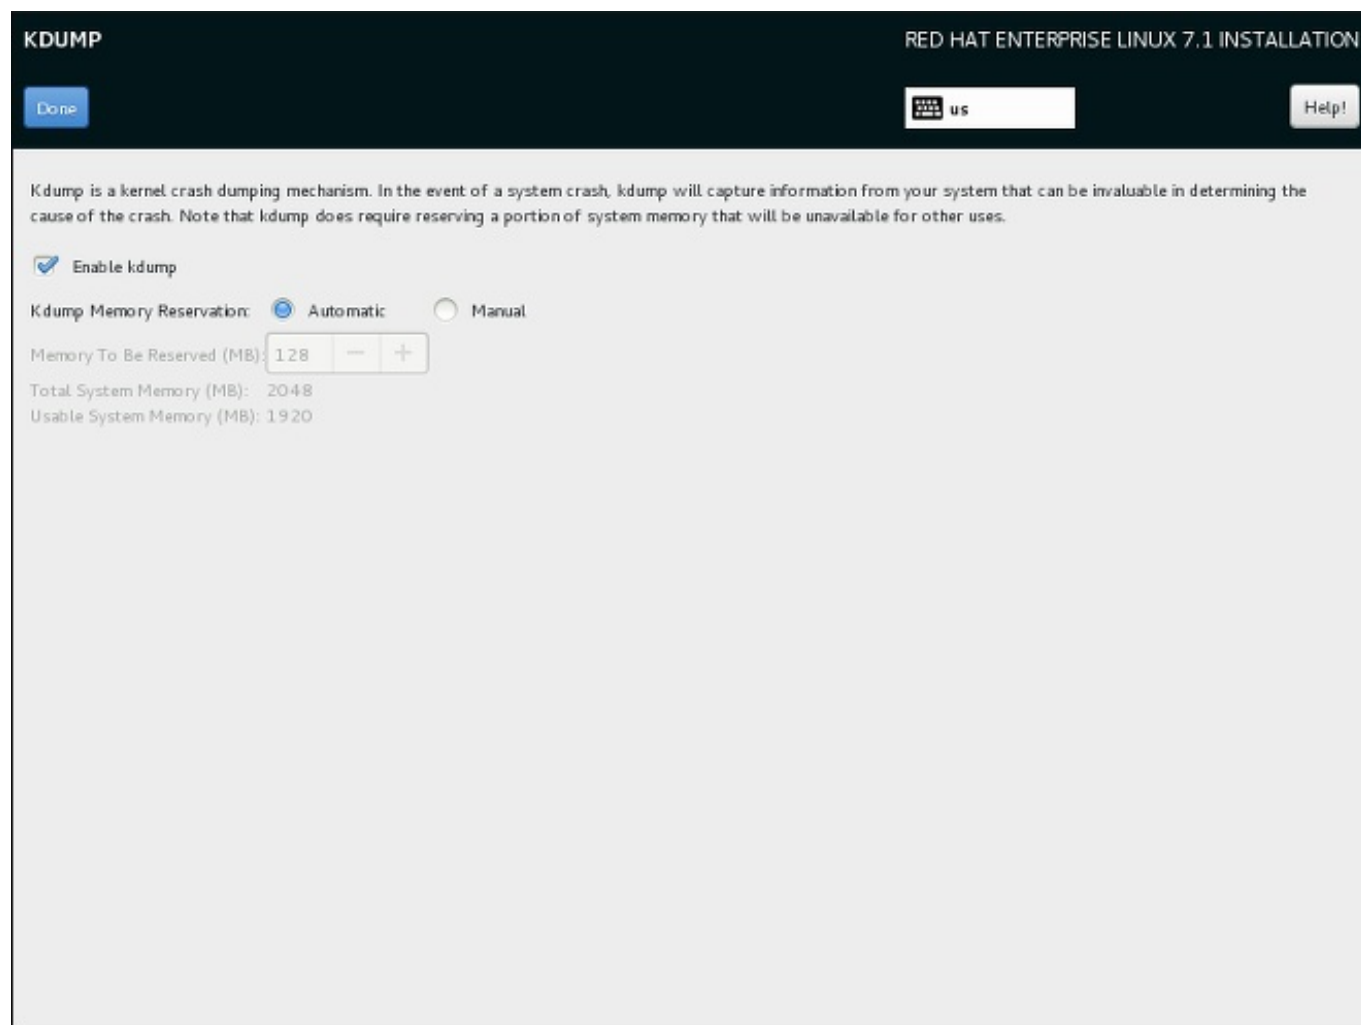 KDUMP
RED HAT ENTERPRISE LINUX 7.1 INSTALLATION
Done
us
Help!
Kdump is a kernel crash dumping mechanism. In the event of a system crash, kdump will capture information from your system that can be invaluable in determining the
cause of the crash. Note that kdump does require reserving a portion of system memory that will be unavailable for other uses.
Enable kdump
Kdump Memory Reservation: Automatic Manual
Memory To Be Reserved (MB): 128 − +
Total System Memory (MB): 2048
Usable System Memory (MB): 1920